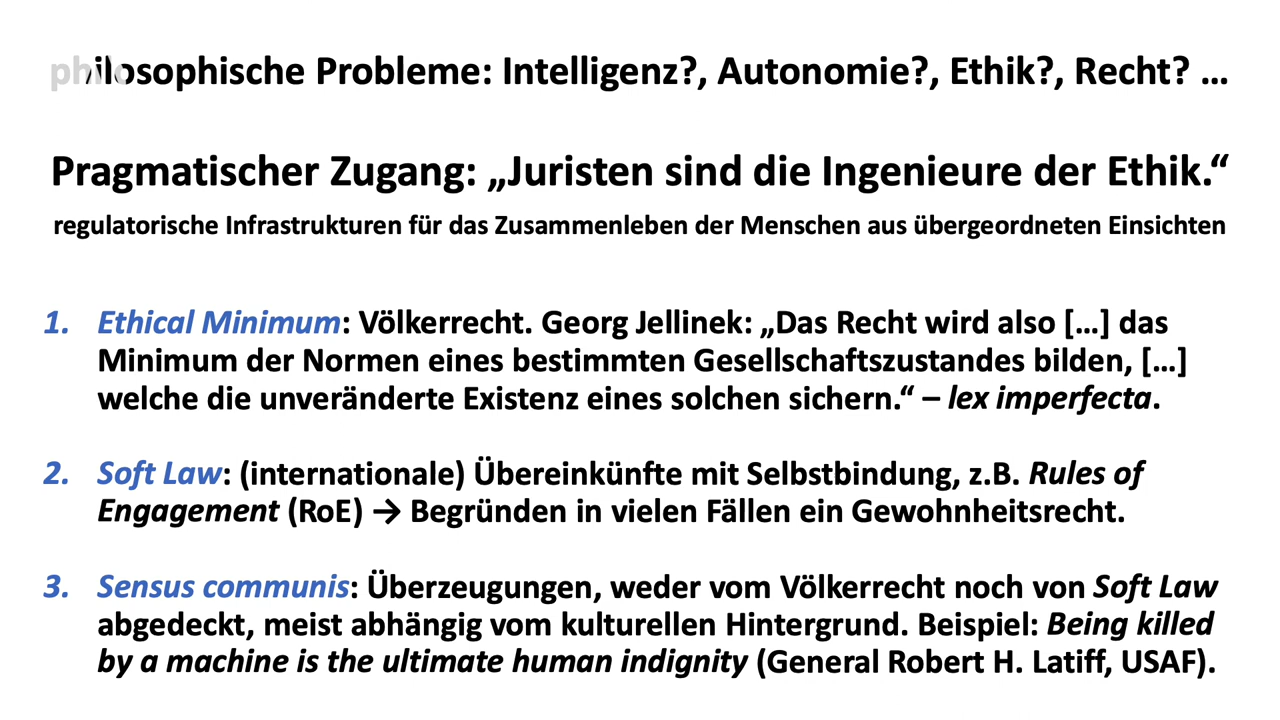 philosophische Probleme: Intelligenz?, Autonomie?, Ethik?, Recht? …
Pragmatischer Zugang: „Juristen sind die Ingenieure der Ethik.“
regulatorische Infrastrukturen für das Zusammenleben der Menschen aus übergeordneten Einsichten
1. Ethical Minimum: Völkerrecht. Georg Jellinek: „Das Recht wird also […] das
Minimum der Normen eines bestimmten Gesellschaftszustandes bilden, […]
welche die unveränderte Existenz eines solchen sichern.“ – lex imperfecta.
2. Soft Law: (internationale) Übereinkünfte mit Selbstbindung, z.B. Rules of
Engagement (RoE) → Begründen in vielen Fällen ein Gewohnheitsrecht.
3. Sensus communis: Überzeugungen, weder vom Völkerrecht noch von Soft Law
abgedeckt, meist abhängig vom kulturellen Hintergrund. Beispiel: Being killed
by a machine is the ultimate human indignity (General Robert H. Latiff, USAF).